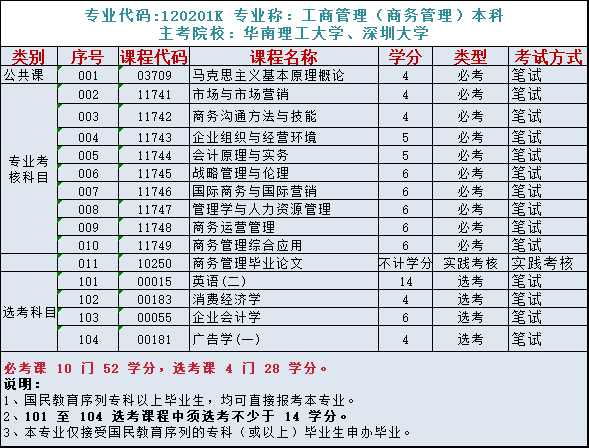 专业代码:120201K 专业称：工商管理（商务管理）本科
主考院校：华南理工大学、深圳大学
类别 序号 课程代码 课程名称 学分 类型 考试方式
公共课 001 03709 马克思主义基本原理概论 4 必考 笔试
专业考核科目 002 11741 市场与市场营销 4 必考 笔试
003 11742 商务沟通方法与技能 4 必考 笔试
004 11743 企业组织与经营环境 5 必考 笔试
005 11744 会计原理与实务 5 必考 笔试
006 11745 战略管理与伦理 6 必考 笔试
007 11746 国际商务与国际营销 6 必考 笔试
008 11747 管理学与人力资源管理 6 必考 笔试
009 11748 商务运营管理 6 必考 笔试
010 11749 商务管理综合应用 6 必考 笔试
011 10250 商务管理毕业论文 不计学分 实践考核 实践考核
选考科目 101 00015 英语(二) 14 选考 笔试
102 00183 消费经济学 4 选考 笔试
103 00055 企业会计学 6 选考 笔试
104 00181 广告学(一) 4 选考 笔试
必考课 10 门 52 学分，选考课 4 门 28 学分。
说明：
1、国民教育序列专科以上毕业生，均可直接报考本专业。
2、101 至 104 选考课程中须选考不少于 14 学分。
3、本专业仅接受国民教育序列的专科（或以上）毕业生申办毕业。